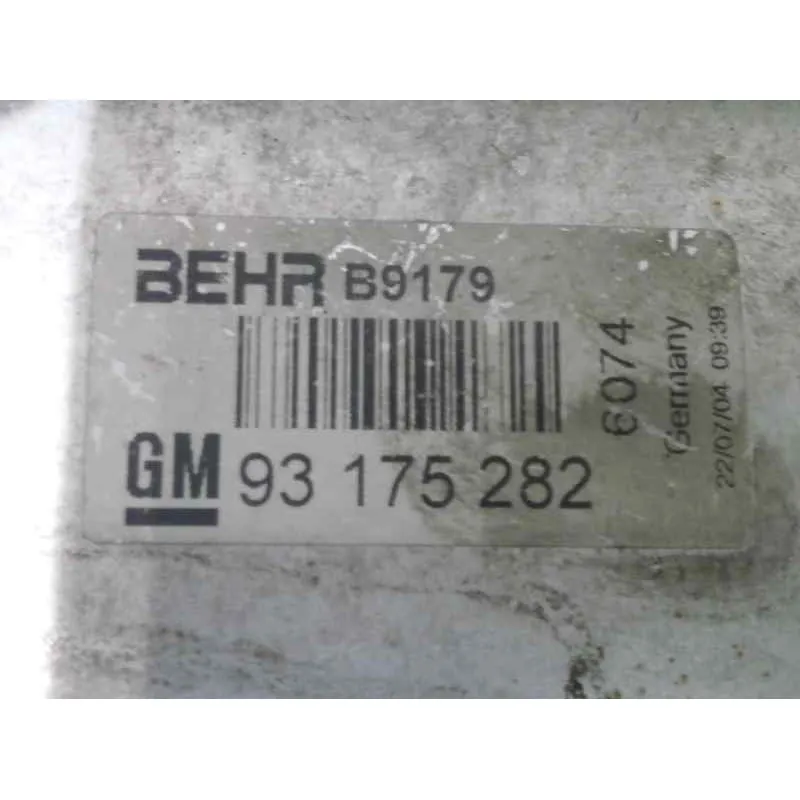 BEHR B9179
GM 93 175 282
6074
Germany
22/07/04 09:39